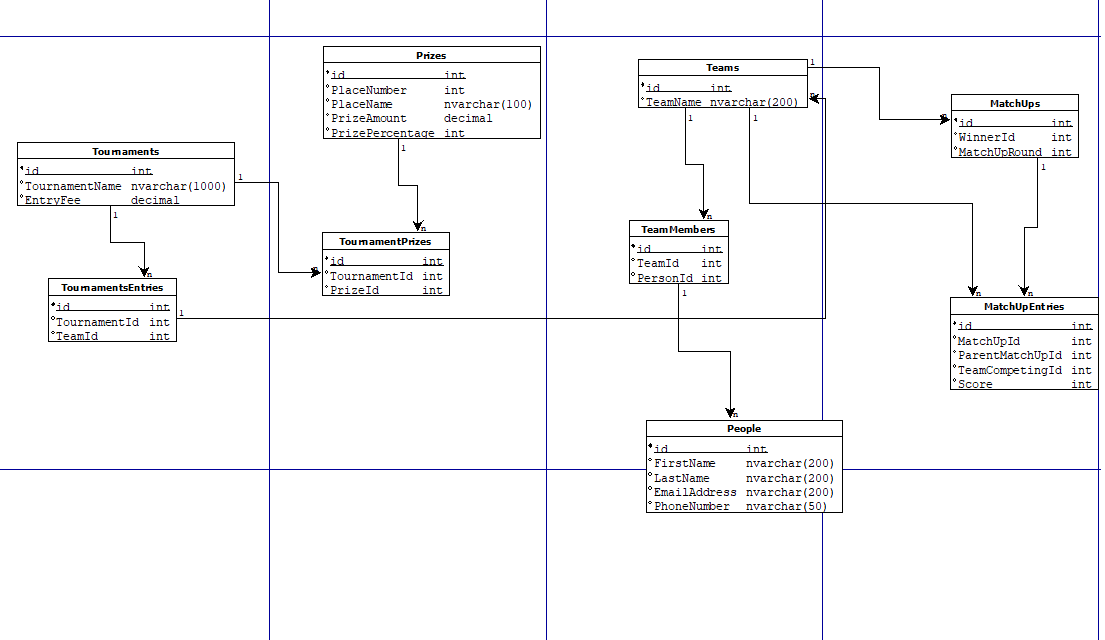 Prizes
id int
PlaceNumber int
PlaceName nvarchar(100)
PrizeAmount decimal
PrizePercentage int
1
Teams
id int
TeamName nvarchar(200)
1
n
1
1
MatchUps
n
id int
WinnerId int
MatchUpRound int
1
Tournaments
id int
TournamentName nvarchar(1000)
EntryFee decimal
1
1
n
TournamentPrizes
n
id int
TournamentId int
PrizeId int
n
TeamMembers
id int
TeamId int
PersonId int
1
n
TournamentsEntries
id int
TournamentId int
TeamId int
1
n
n
MatchUpEntries
id int
MatchUpId int
ParentMatchUpId int
TeamCompetingId int
Score int
n
People
id int
FirstName nvarchar(200)
LastName nvarchar(200)
EmailAddress nvarchar(200)
PhoneNumber nvarchar(50)